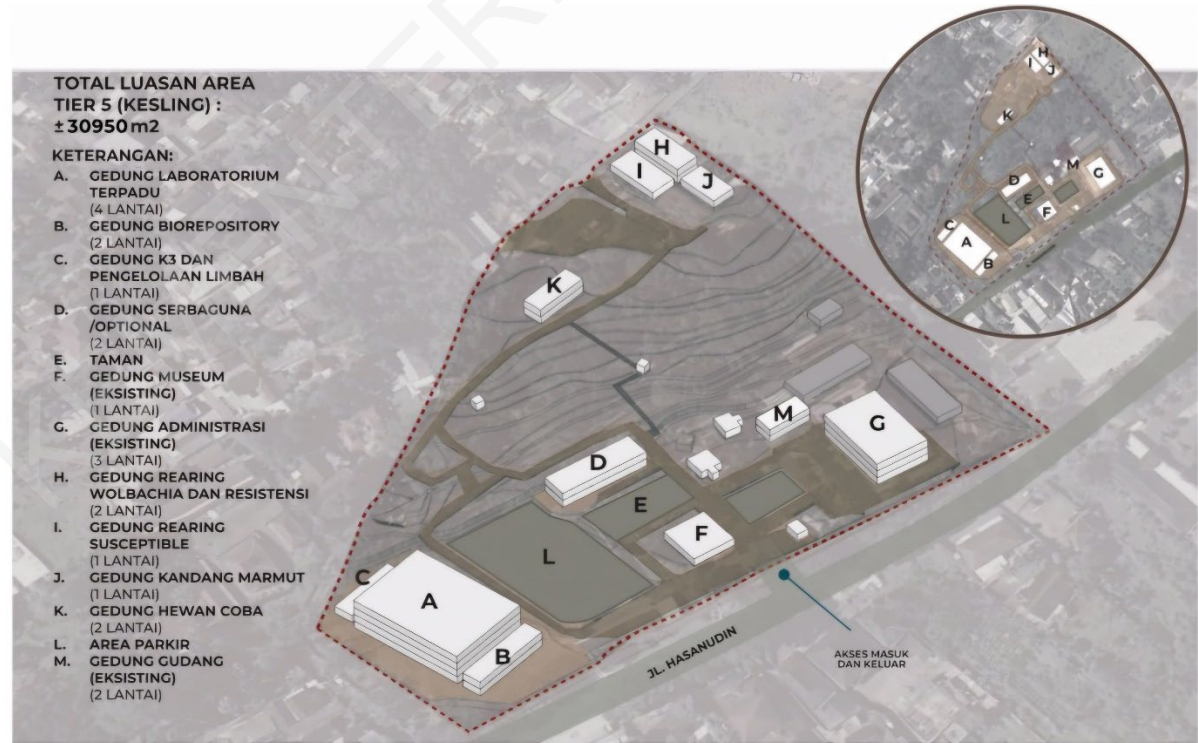 TOTAL LUASAN AREA
TIER 5 (KESLING) :
± 30950 m2
KETERANGAN:
A. GEDUNG LABORATORIUM
TERPADU
(4 LANTAI)
B. GEDUNG BIOREPOSITORY
(2 LANTAI)
C. GEDUNG K3 DAN
PENGELOLAAN LIMBAH
(1 LANTAI)
D. GEDUNG SERBAGUNA
/OPTIONAL
(2 LANTAI)
E. TAMAN
F. GEDUNG MUSEUM
(EKSISTING)
(1 LANTAI)
G. GEDUNG ADMINISTRASI
(EKSISTING)
(3 LANTAI)
H. GEDUNG REARING
WOLBACHIA DAN RESISTENSI
(2 LANTAI)
I. GEDUNG REARING
SUSCEPTIBLE
(1 LANTAI)
J. GEDUNG KANDANG MARMUT
(1 LANTAI)
K. GEDUNG HEWAN COBA
(2 LANTAI)
L. AREA PARKIR
M. GEDUNG GUDANG
(EKSISTING)
(2 LANTAI)
H
I
J
K
M
G
D
E
F
L
C
A
B
JL. HASANUDIN
AKSES MASUK
DAN KELUAR
H
I
J
K
M
G
D
E
F
L
C
A
B